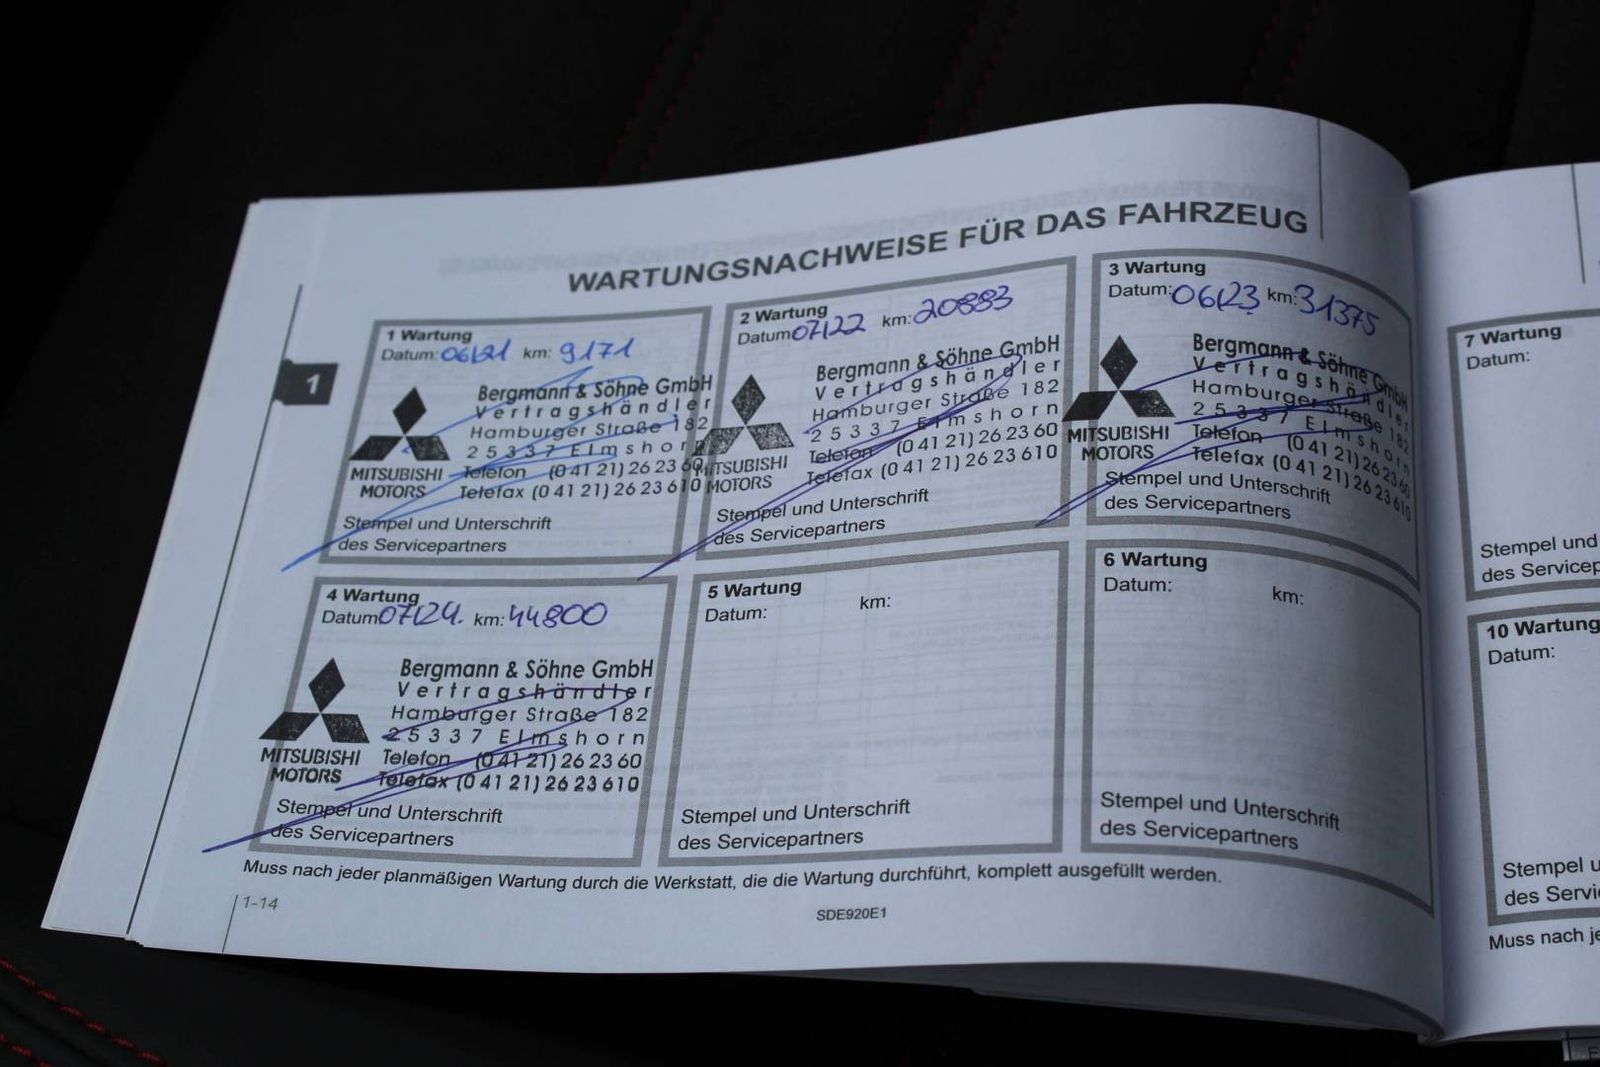 WARTUNGSNACHWEISE FÜR DAS FAHRZEUG
1
1 Wartung
Datum: 06/21 km: 9171
Bergmann & Söhne GmbH
Vertragshändler
Hamburger Straße 182
25337 Elmshorn
Telefon (0 41 21) 26 23 60
Telefax (0 41 21) 26 23 610
MITSUBISHI
MOTORS
Stempel und Unterschrift
des Servicepartners
2 Wartung
Datum 07/22 km: 20883
Bergmann & Söhne GmbH
Vertragshändler
Hamburger Straße 182
25337 Elmshorn
Telefon (0 41 21) 26 23 60
Telefax (0 41 21) 26 23 610
MITSUBISHI
MOTORS
Stempel und Unterschrift
des Servicepartners
3 Wartung
Datum: 06/23 km: 31375
Bergmann & Söhne GmbH
Vertragshändler
Hamburger Straße 182
25337 Elmshorn
Telefon (0 41 21) 26 23 60
Telefax (0 41 21) 26 23 610
MITSUBISHI
MOTORS
Stempel und Unterschrift
des Servicepartners
4 Wartung
Datum 07/24. km: 44800
Bergmann & Söhne GmbH
Vertragshändler
Hamburger Straße 182
25337 Elmshorn
Telefon (0 41 21) 26 23 60
Telefax (0 41 21) 26 23 610
MITSUBISHI
MOTORS
Stempel und Unterschrift
des Servicepartners
5 Wartung
Datum: km:
Stempel und Unterschrift
des Servicepartners
6 Wartung
Datum: km:
Stempel und Unterschrift
des Servicepartners
Muss nach jeder planmäßigen Wartung durch die Werkstatt, die die Wartung durchführt, komplett ausgefüllt werden.
1-14
SDE920E1
7 Wartung
Datum:
Stempel und
des Servicep
10 Wartung
Datum:
Stempel u
des Servi
Muss nach je